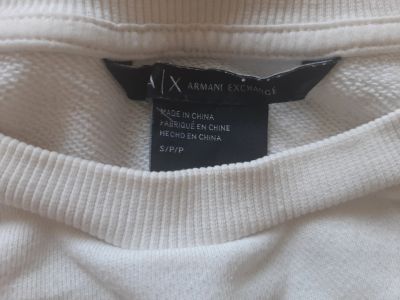 A|X ARMANI EXCHANGE
MADE IN CHINA
FABRIQUÉ EN CHINE
HECHO EN CHINA
S/P/P